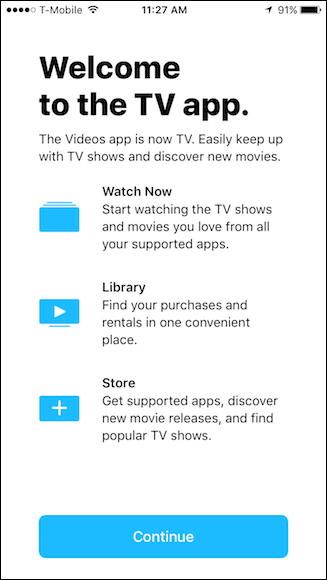 T-Mobile 11:27 AM 91%
Welcome
to the TV app.
The Videos app is now TV. Easily keep up
with TV shows and discover new movies.
Watch Now
Start watching the TV shows
and movies you love from all
your supported apps.
Library
Find your purchases and
rentals in one convenient
place.
Store
Get supported apps, discover
new movie releases, and find
popular TV shows.
Continue